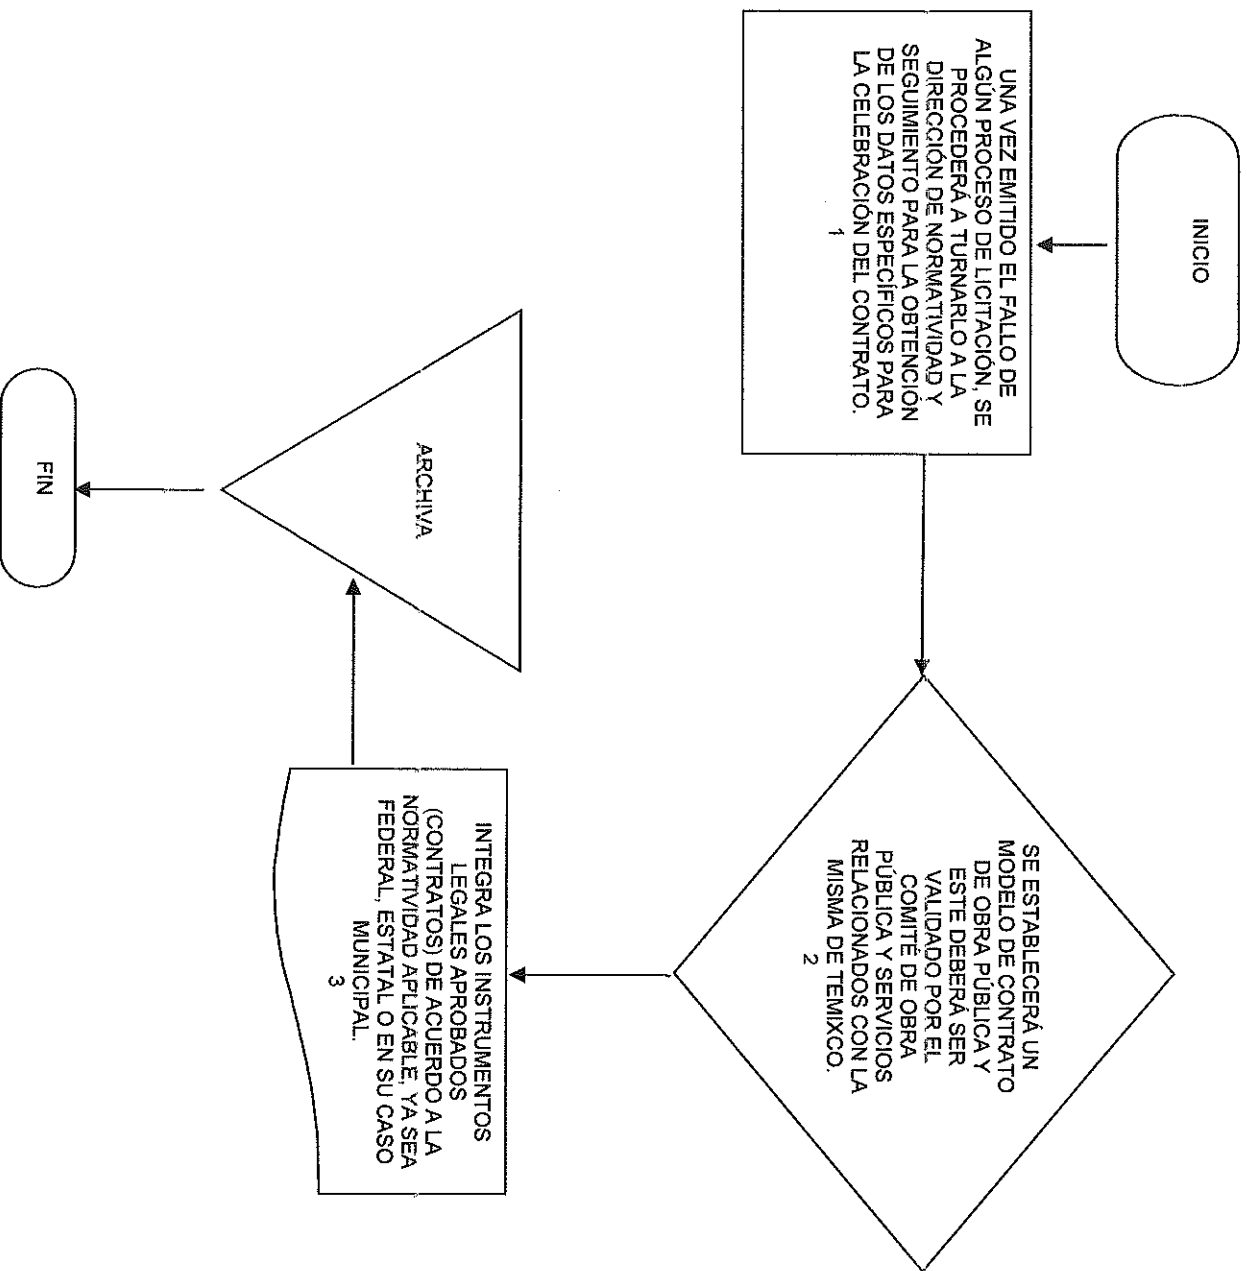 INICIO
UNA VEZ EMITIDO EL FALLO DE
ALGÚN PROCESO DE LICITACIÓN, SE
PROCEDERÁ A TURNARLO A LA
DIRECCIÓN DE NORMATIVIDAD Y
SEGUIMIENTO PARA LA OBTENCIÓN
DE LOS DATOS ESPECÍFICOS PARA
LA CELEBRACIÓN DEL CONTRATO.
1
SE ESTABLECERÁ UN
MODELO DE CONTRATO
DE OBRA PÚBLICA Y
ESTE DEBERÁ SER
VALIDADO POR EL
COMITÉ DE OBRA
PÚBLICA Y SERVICIOS
RELACIONADOS CON LA
MISMA DE TEMIXCO.
2
INTEGRA LOS INSTRUMENTOS
LEGALES APROBADOS
(CONTRATOS) DE ACUERDO A LA
NORMATIVIDAD APLICABLE, YA SEA
FEDERAL, ESTATAL O EN SU CASO
MUNICIPAL.
3
ARCHIVA
FIN